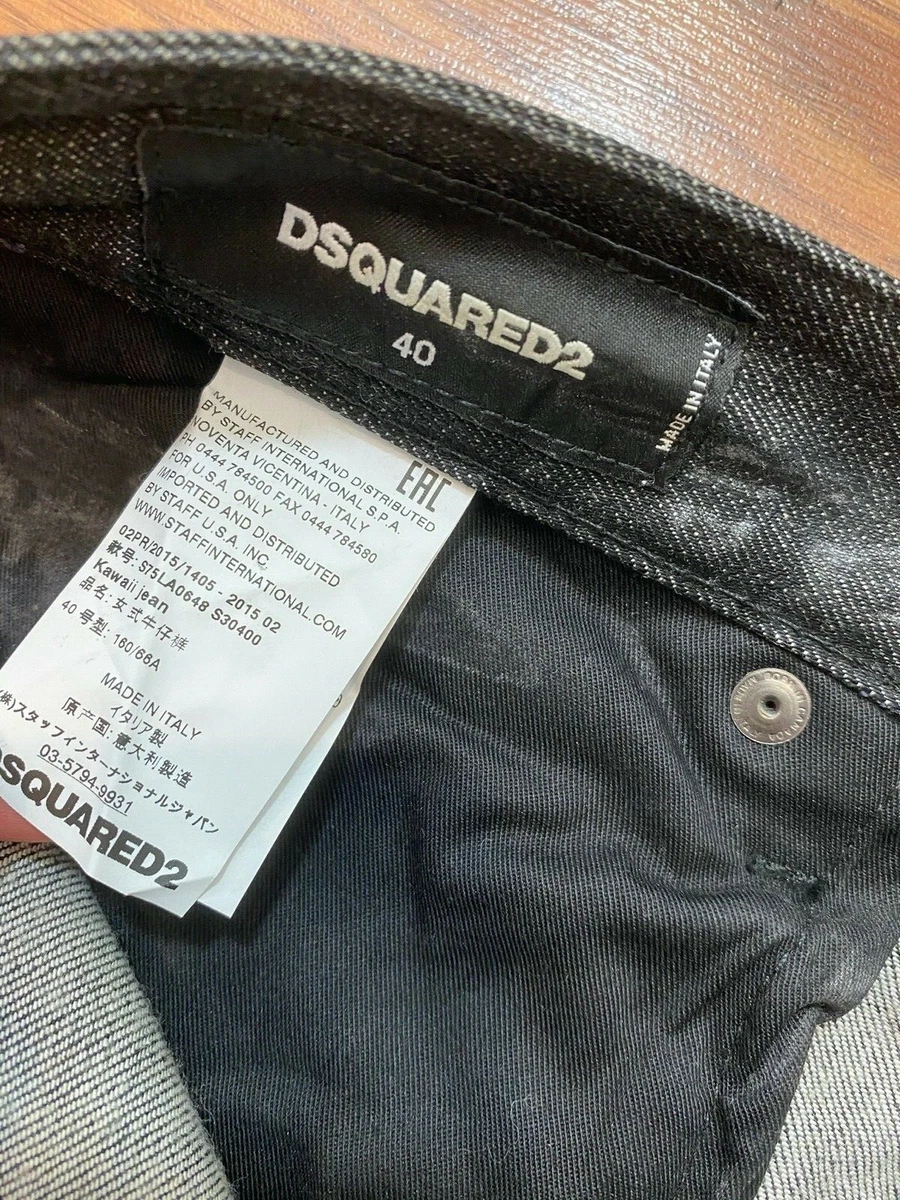 DSQUARED2
40
MADE IN ITALY
MANUFACTURED AND DISTRIBUTED
BY STAFF INTERNATIONAL S.P.A.
NOVENTA VICENTINA - ITALY
PH 0444 784500 FAX 0444 784580
FOR U.S.A. ONLY
IMPORTED AND DISTRIBUTED
BY STAFF U.S.A. INC.
WWW.STAFFINTERNATIONAL.COM
EAC
02PR/2015/1405 - 2015 02
款号: S75LA0648 S30400
Kawaii jean
品名: 女式牛仔裤
40 号型: 160/66A
MADE IN ITALY
イタリア製
原产国: 意大利製造
(株)スタッフインターナショナルジャパン
03-5794-9931
DSQUARED2